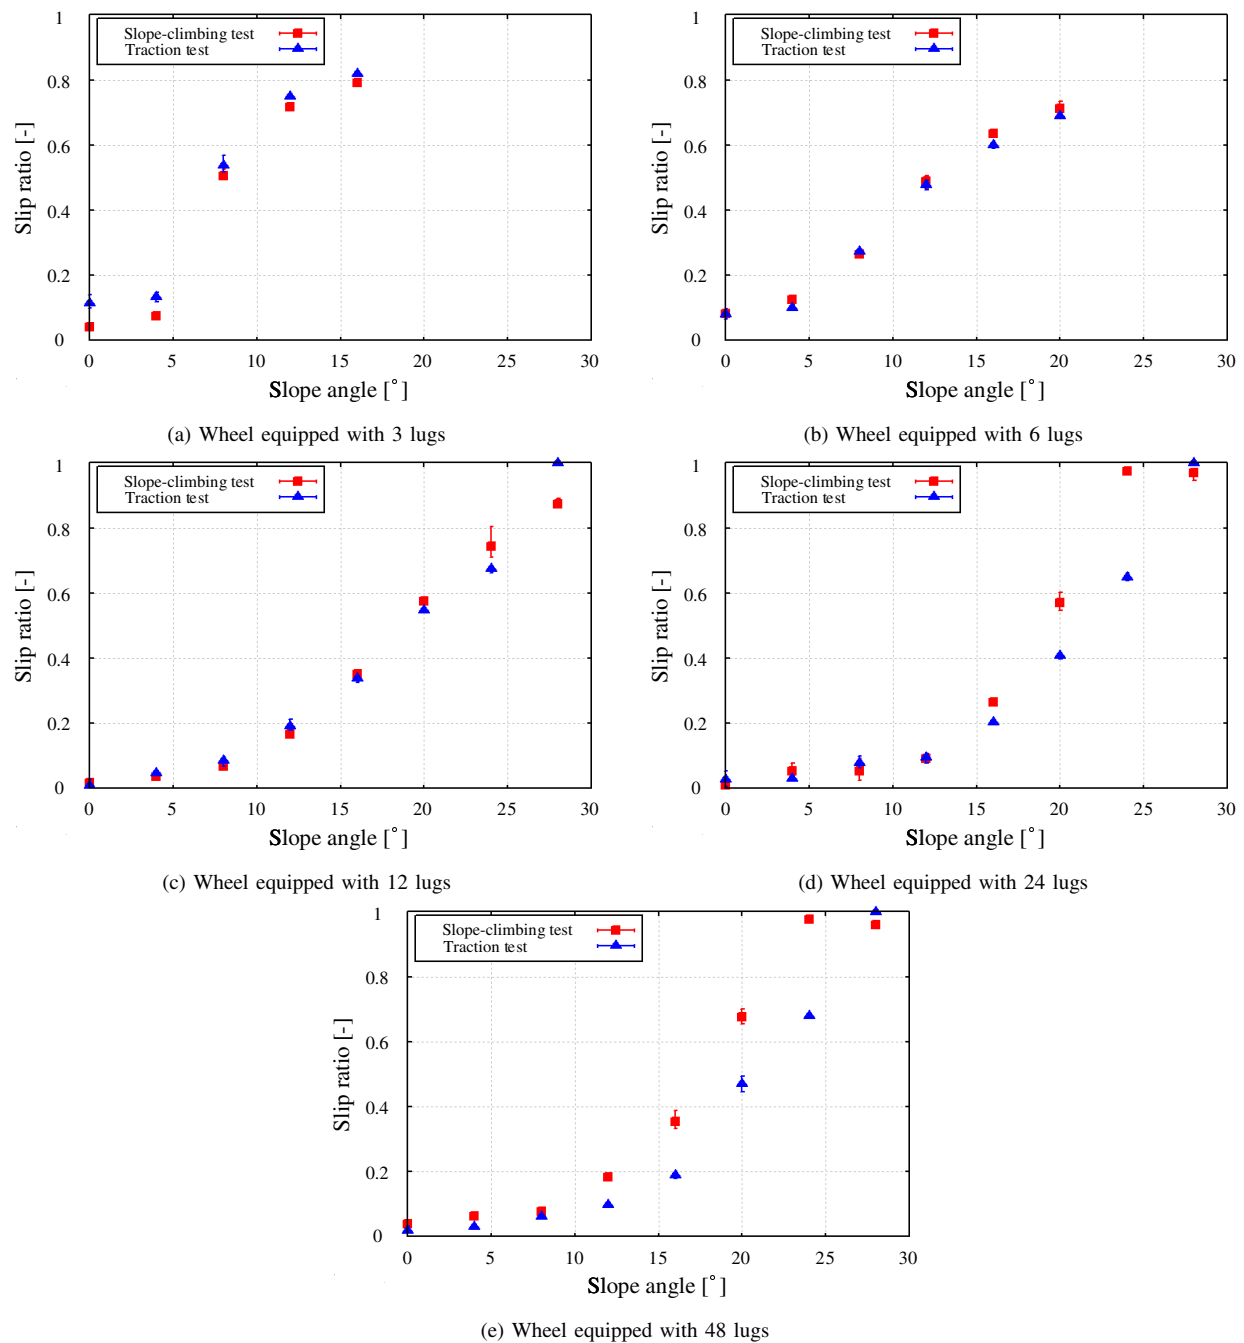 1
Slope-climbing test
Traction test
0.8
0.6
0.4
0.2
0
Slip ratio [-]
0 5 10 15 20 25 30
Slope angle [°]
(a) Wheel equipped with 3 lugs
1
Slope-climbing test
Traction test
0.8
0.6
0.4
0.2
0
Slip ratio [-]
0 5 10 15 20 25 30
Slope angle [°]
(b) Wheel equipped with 6 lugs
1
Slope-climbing test
Traction test
0.8
0.6
0.4
0.2
0
Slip ratio [-]
0 5 10 15 20 25 30
Slope angle [°]
(c) Wheel equipped with 12 lugs
1
Slope-climbing test
Traction test
0.8
0.6
0.4
0.2
0
Slip ratio [-]
0 5 10 15 20 25 30
Slope angle [°]
(d) Wheel equipped with 24 lugs
1
Slope-climbing test
Traction test
0.8
0.6
0.4
0.2
0
Slip ratio [-]
0 5 10 15 20 25 30
Slope angle [°]
(e) Wheel equipped with 48 lugs